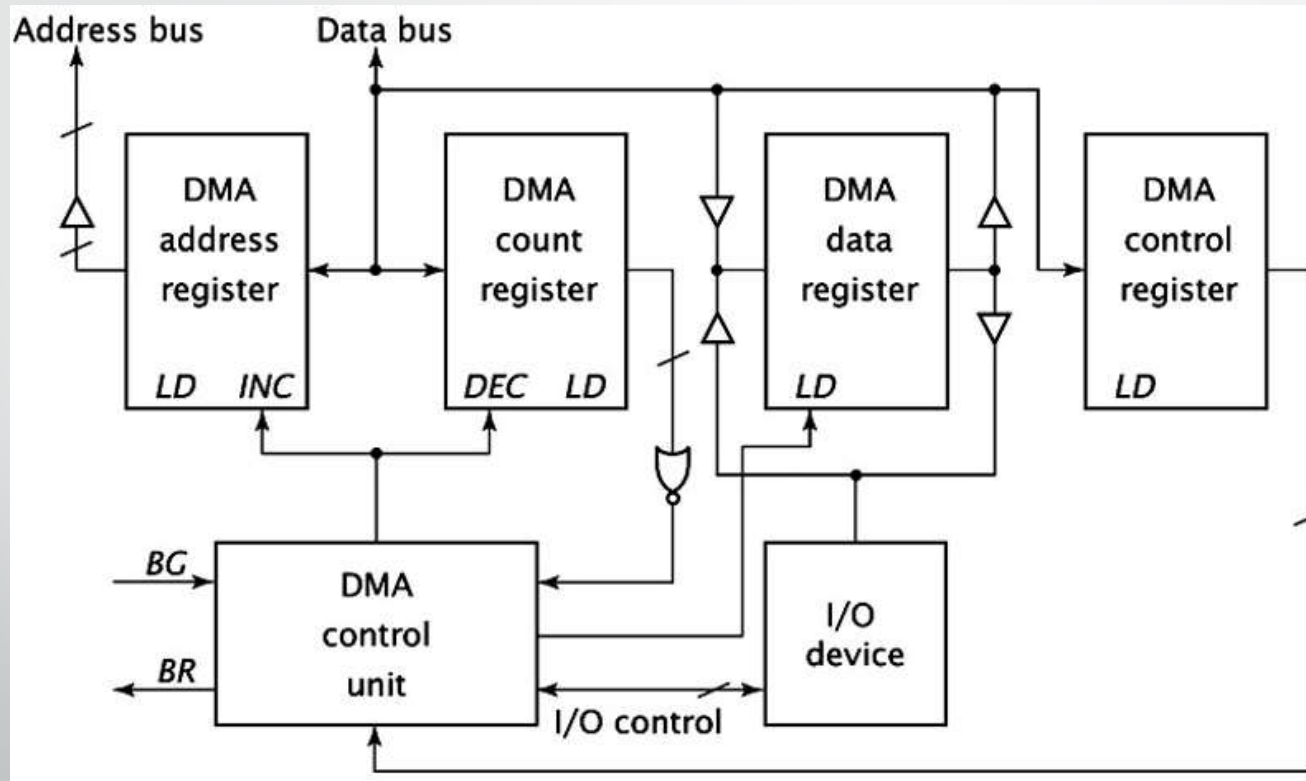 Address bus
Data bus
DMA
address
register
LD INC
DMA
count
register
DEC LD
DMA
data
register
LD
DMA
control
register
LD
BG
BR
DMA
control
unit
I/O control
I/O
device